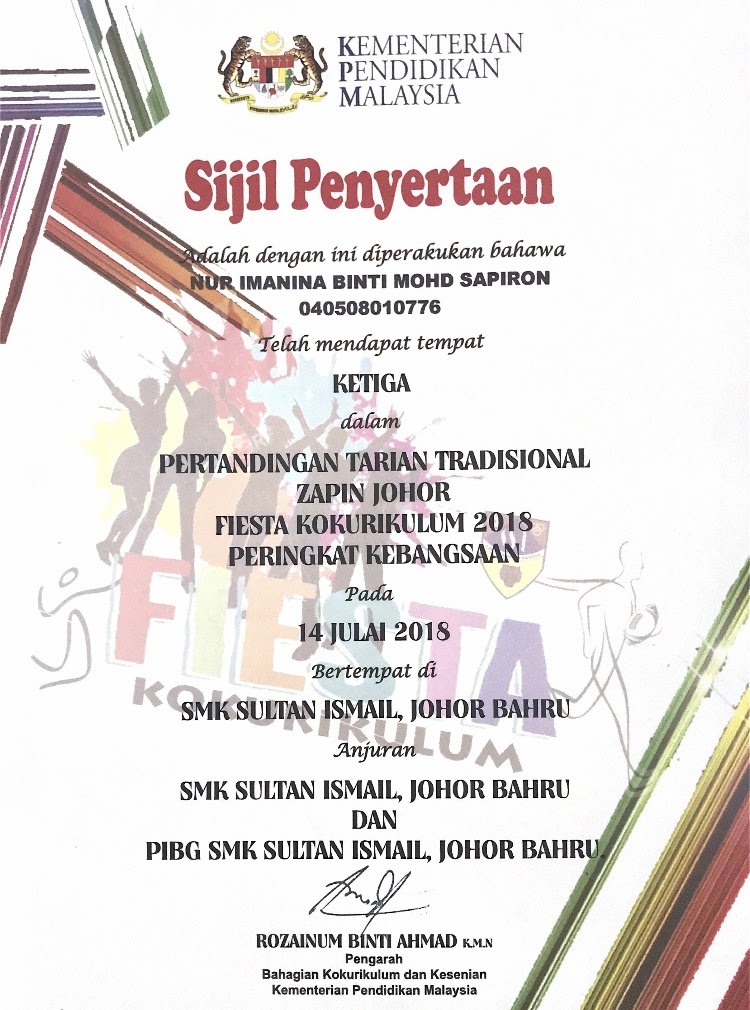 KEMENTERIAN
PENDIDIKAN
MALAYSIA
Sijil Penyertaan
Adalah dengan ini diperakukan bahawa
NUR IMANINA BINTI MOHD SAPIRON
040508010776
Telah mendapat tempat
KETIGA
dalam
PERTANDINGAN TARIAN TRADISIONAL
ZAPIN JOHOR
FIESTA KOKURIKULUM 2018
PERINGKAT KEBANGSAAN
Pada
14 JULAI 2018
Bertempat di
SMK SULTAN ISMAIL, JOHOR BAHRU
Anjuran
SMK SULTAN ISMAIL, JOHOR BAHRU
DAN
PIBG SMK SULTAN ISMAIL, JOHOR BAHRU.
ROZAINUM BINTI AHMAD K.M.N
Pengarah
Bahagian Kokurikulum dan Kesenian
Kementerian Pendidikan Malaysia
FIESTA
KOKURIKULUM